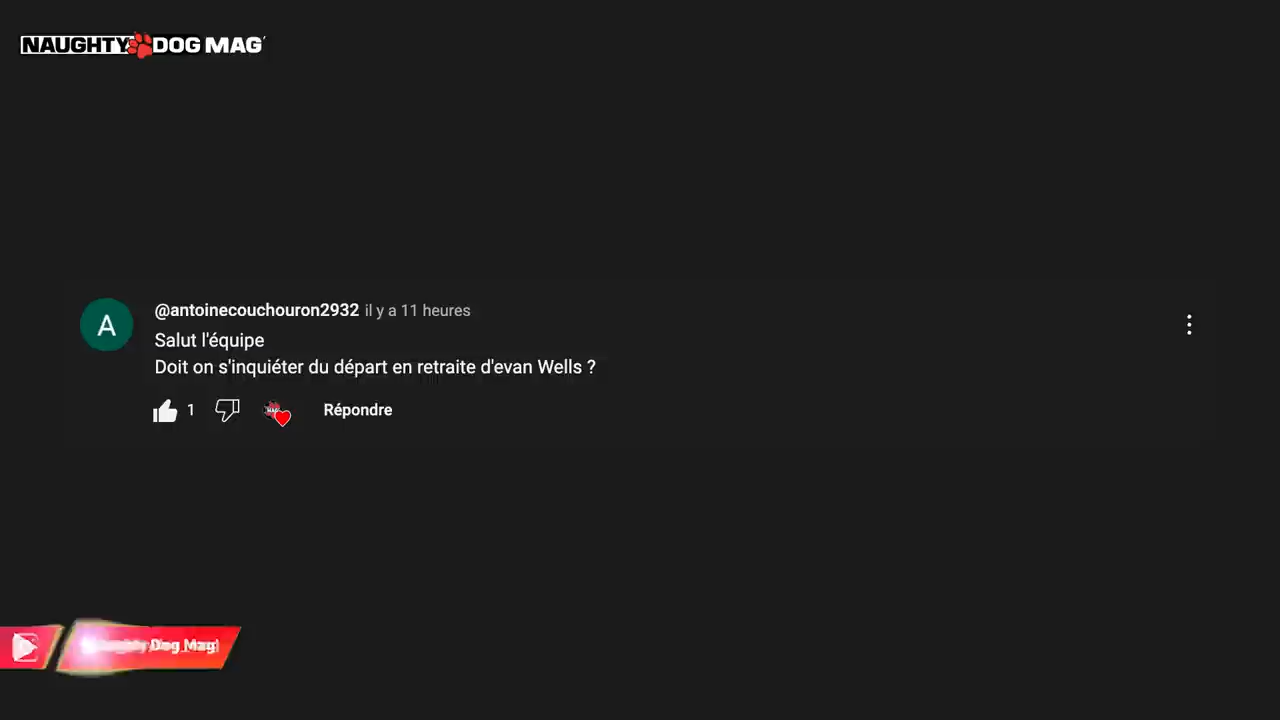 NAUGHTY DOG MAG
@antoinecouchouron2932 il y a 11 heures
A
Salut l'équipe
Doit on s'inquiéter du départ en retraite d'evan Wells ?
1
Répondre
Dog Mag